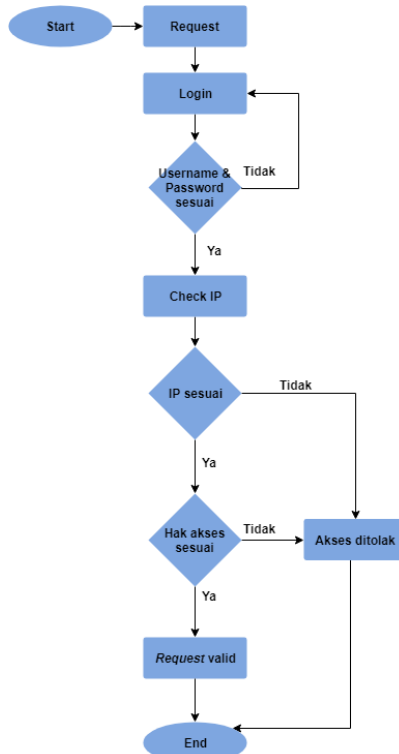 Start
Request
Login
Username &
Password
sesuai
Tidak
Ya
Check IP
IP sesuai
Tidak
Ya
Hak akses
sesuai
Tidak
Akses ditolak
Ya
Request valid
End